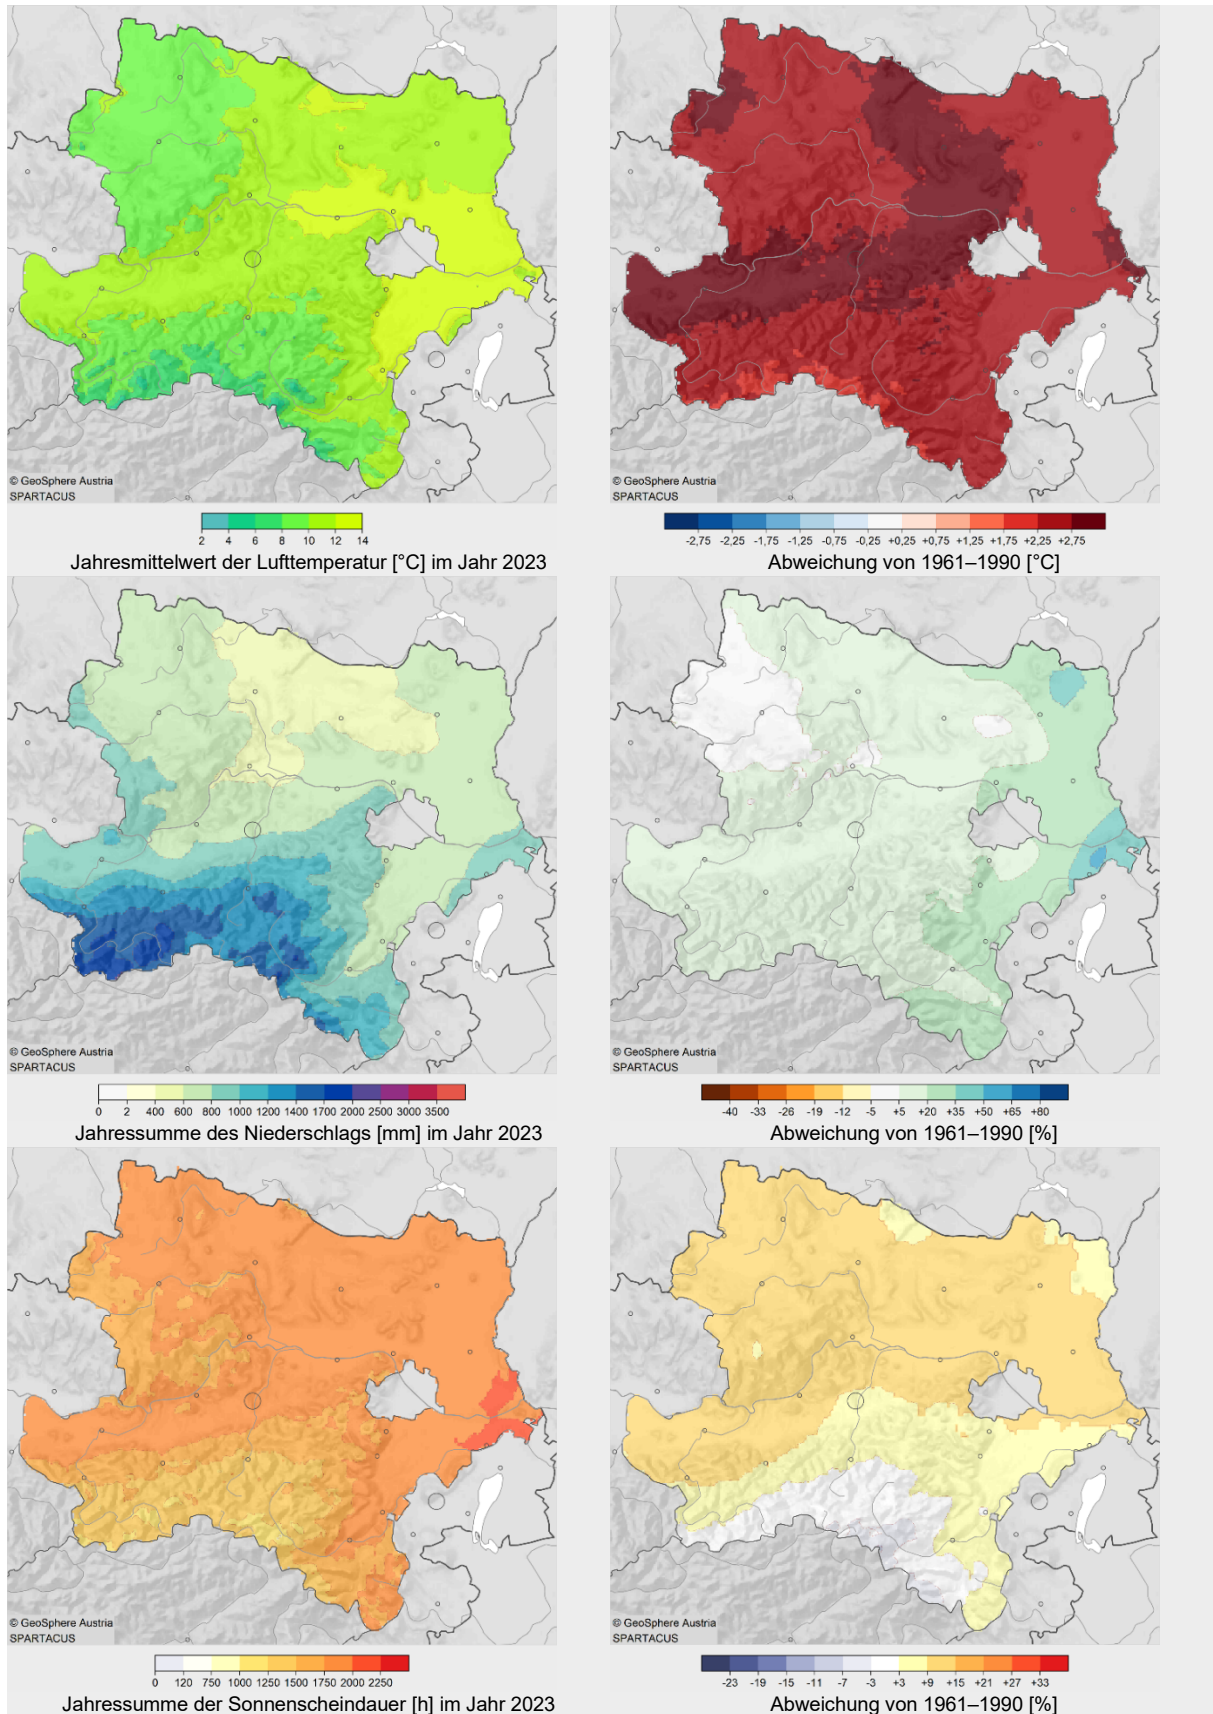 © GeoSphere Austria
SPARTACUS
2 4 6 8 10 12 14
Jahresmittelwert der Lufttemperatur [°C] im Jahr 2023
© GeoSphere Austria
SPARTACUS
-2,75 -2,25 -1,75 -1,25 -0,75 -0,25 +0,25 +0,75 +1,25 +1,75 +2,25 +2,75
Abweichung von 1961–1990 [°C]
© GeoSphere Austria
SPARTACUS
0 2 400 600 800 1000 1200 1400 1700 2000 2500 3000 3500
Jahressumme des Niederschlags [mm] im Jahr 2023
© GeoSphere Austria
SPARTACUS
-40 -33 -26 -19 -12 -5 +5 +20 +35 +50 +65 +80
Abweichung von 1961–1990 [%]
© GeoSphere Austria
SPARTACUS
0 120 750 1000 1250 1500 1750 2000 2250
Jahressumme der Sonnenscheindauer [h] im Jahr 2023
© GeoSphere Austria
SPARTACUS
-23 -19 -15 -11 -7 -3 +3 +9 +15 +21 +27 +33
Abweichung von 1961–1990 [%]